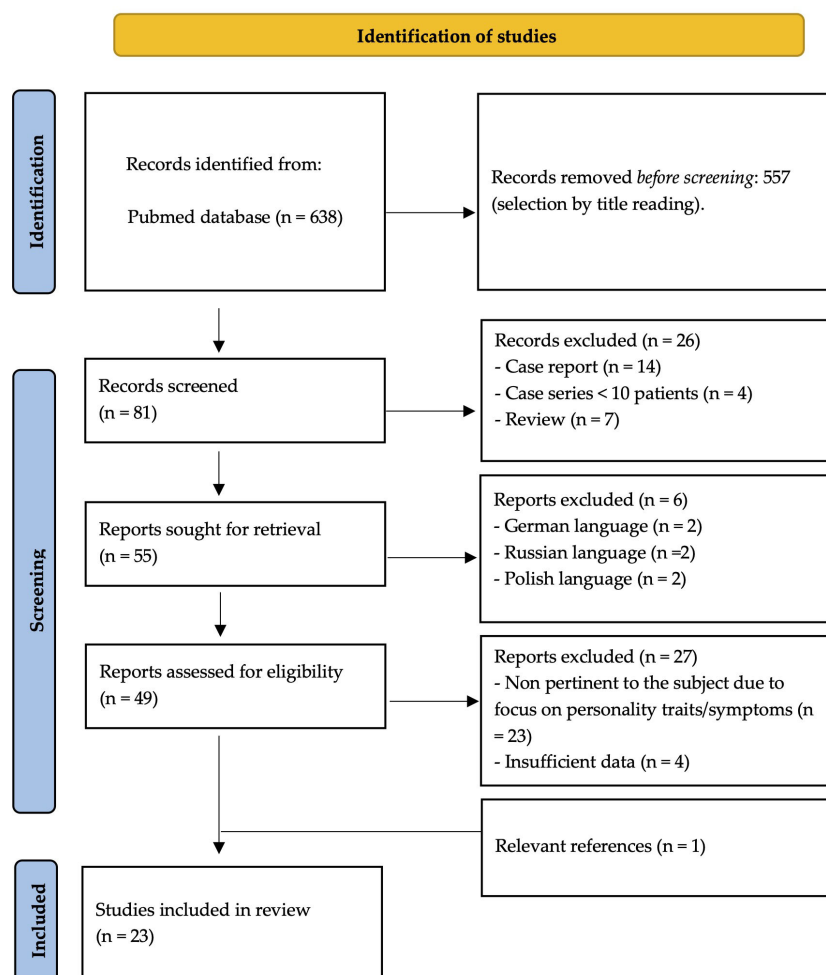 Identification of studies
Identification
Records identified from:
Pubmed database (n = 638)
Records removed before screening: 557
(selection by title reading).
Screening
Records screened
(n = 81)
Records excluded (n = 26)
- Case report (n = 14)
- Case series < 10 patients (n = 4)
- Review (n = 7)
Reports sought for retrieval
(n = 55)
Reports excluded (n = 6)
- German language (n = 2)
- Russian language (n =2)
- Polish language (n = 2)
Reports assessed for eligibility
(n = 49)
Reports excluded (n = 27)
- Non pertinent to the subject due to
focus on personality traits/symptoms (n
= 23)
- Insufficient data (n = 4)
Relevant references (n = 1)
Included
Studies included in review
(n = 23)